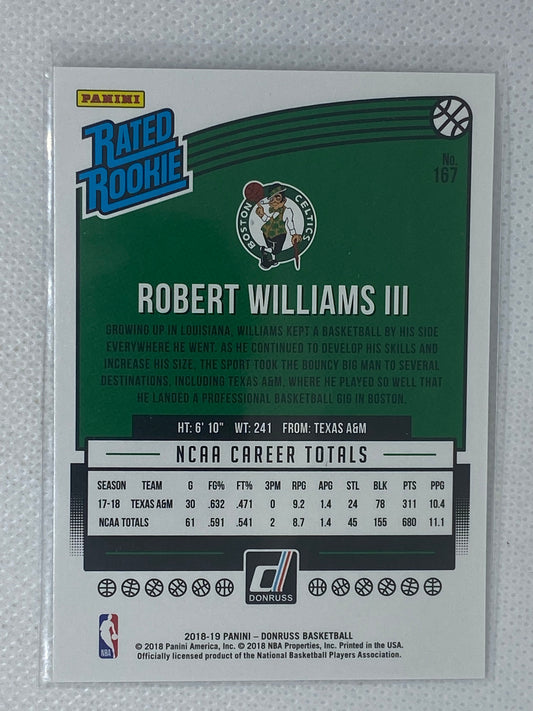 PANINI
RATED
ROOKIE
No.
167
BOSTON CELTICS
ROBERT WILLIAMS III
GROWING UP IN LOUISIANA, WILLIAMS KEPT A BASKETBALL BY HIS SIDE
EVERYWHERE HE WENT. AS HE CONTINUED TO DEVELOP HIS SKILLS AND
INCREASE HIS SIZE, THE SPORT TOOK THE BOUNCY BIG MAN TO SEVERAL
DESTINATIONS, INCLUDING TEXAS A&M, WHERE HE PLAYED SO WELL THAT
HE LANDED A PROFESSIONAL BASKETBALL GIG IN BOSTON.
HT: 6' 10" WT: 241 FROM: TEXAS A&M
NCAA CAREER TOTALS
SEASON TEAM G FG% FT% 3PM RPG APG STL BLK PTS PPG
17-18 TEXAS A&M 30 .632 .471 0 9.2 1.4 24 78 311 10.4
NCAA TOTALS 61 .591 .541 2 8.7 1.4 45 155 680 11.1
DONRUSS
NBA
2018-19 PANINI – DONRUSS BASKETBALL
© 2018 Panini America, Inc. © 2018 NBA Properties, Inc. Printed in the USA.
Officially licensed product of the National Basketball Players Association.